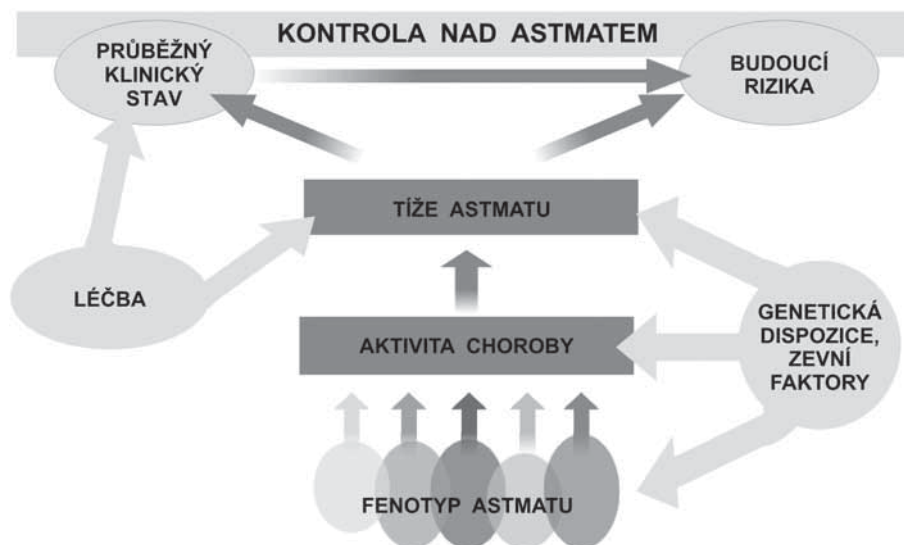 KONTROLA NAD ASTMATEM
PRŮBĚŽNÝ
KLINICKÝ
STAV
BUDOUCÍ
RIZIKA
TÍŽE ASTMATU
LÉČBA
GENETICKÁ
DISPOZICE,
ZEVNÍ
FAKTORY
AKTIVITA CHOROBY
FENOTYP ASTMATU